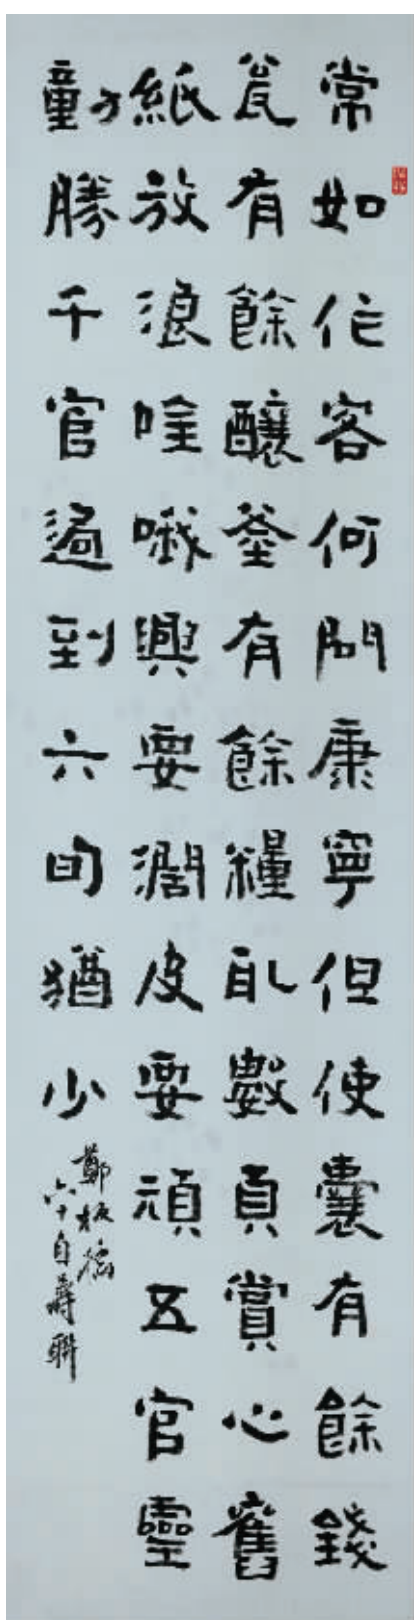 常如作客何問康寧但使囊有餘錢
瓮有餘釀釜有餘糧取數頁賞心舊
紙放浪唫哦興要濶皮要頑五官靈
動勝千官過到六旬猶少
鄭板橋
六十自壽聯